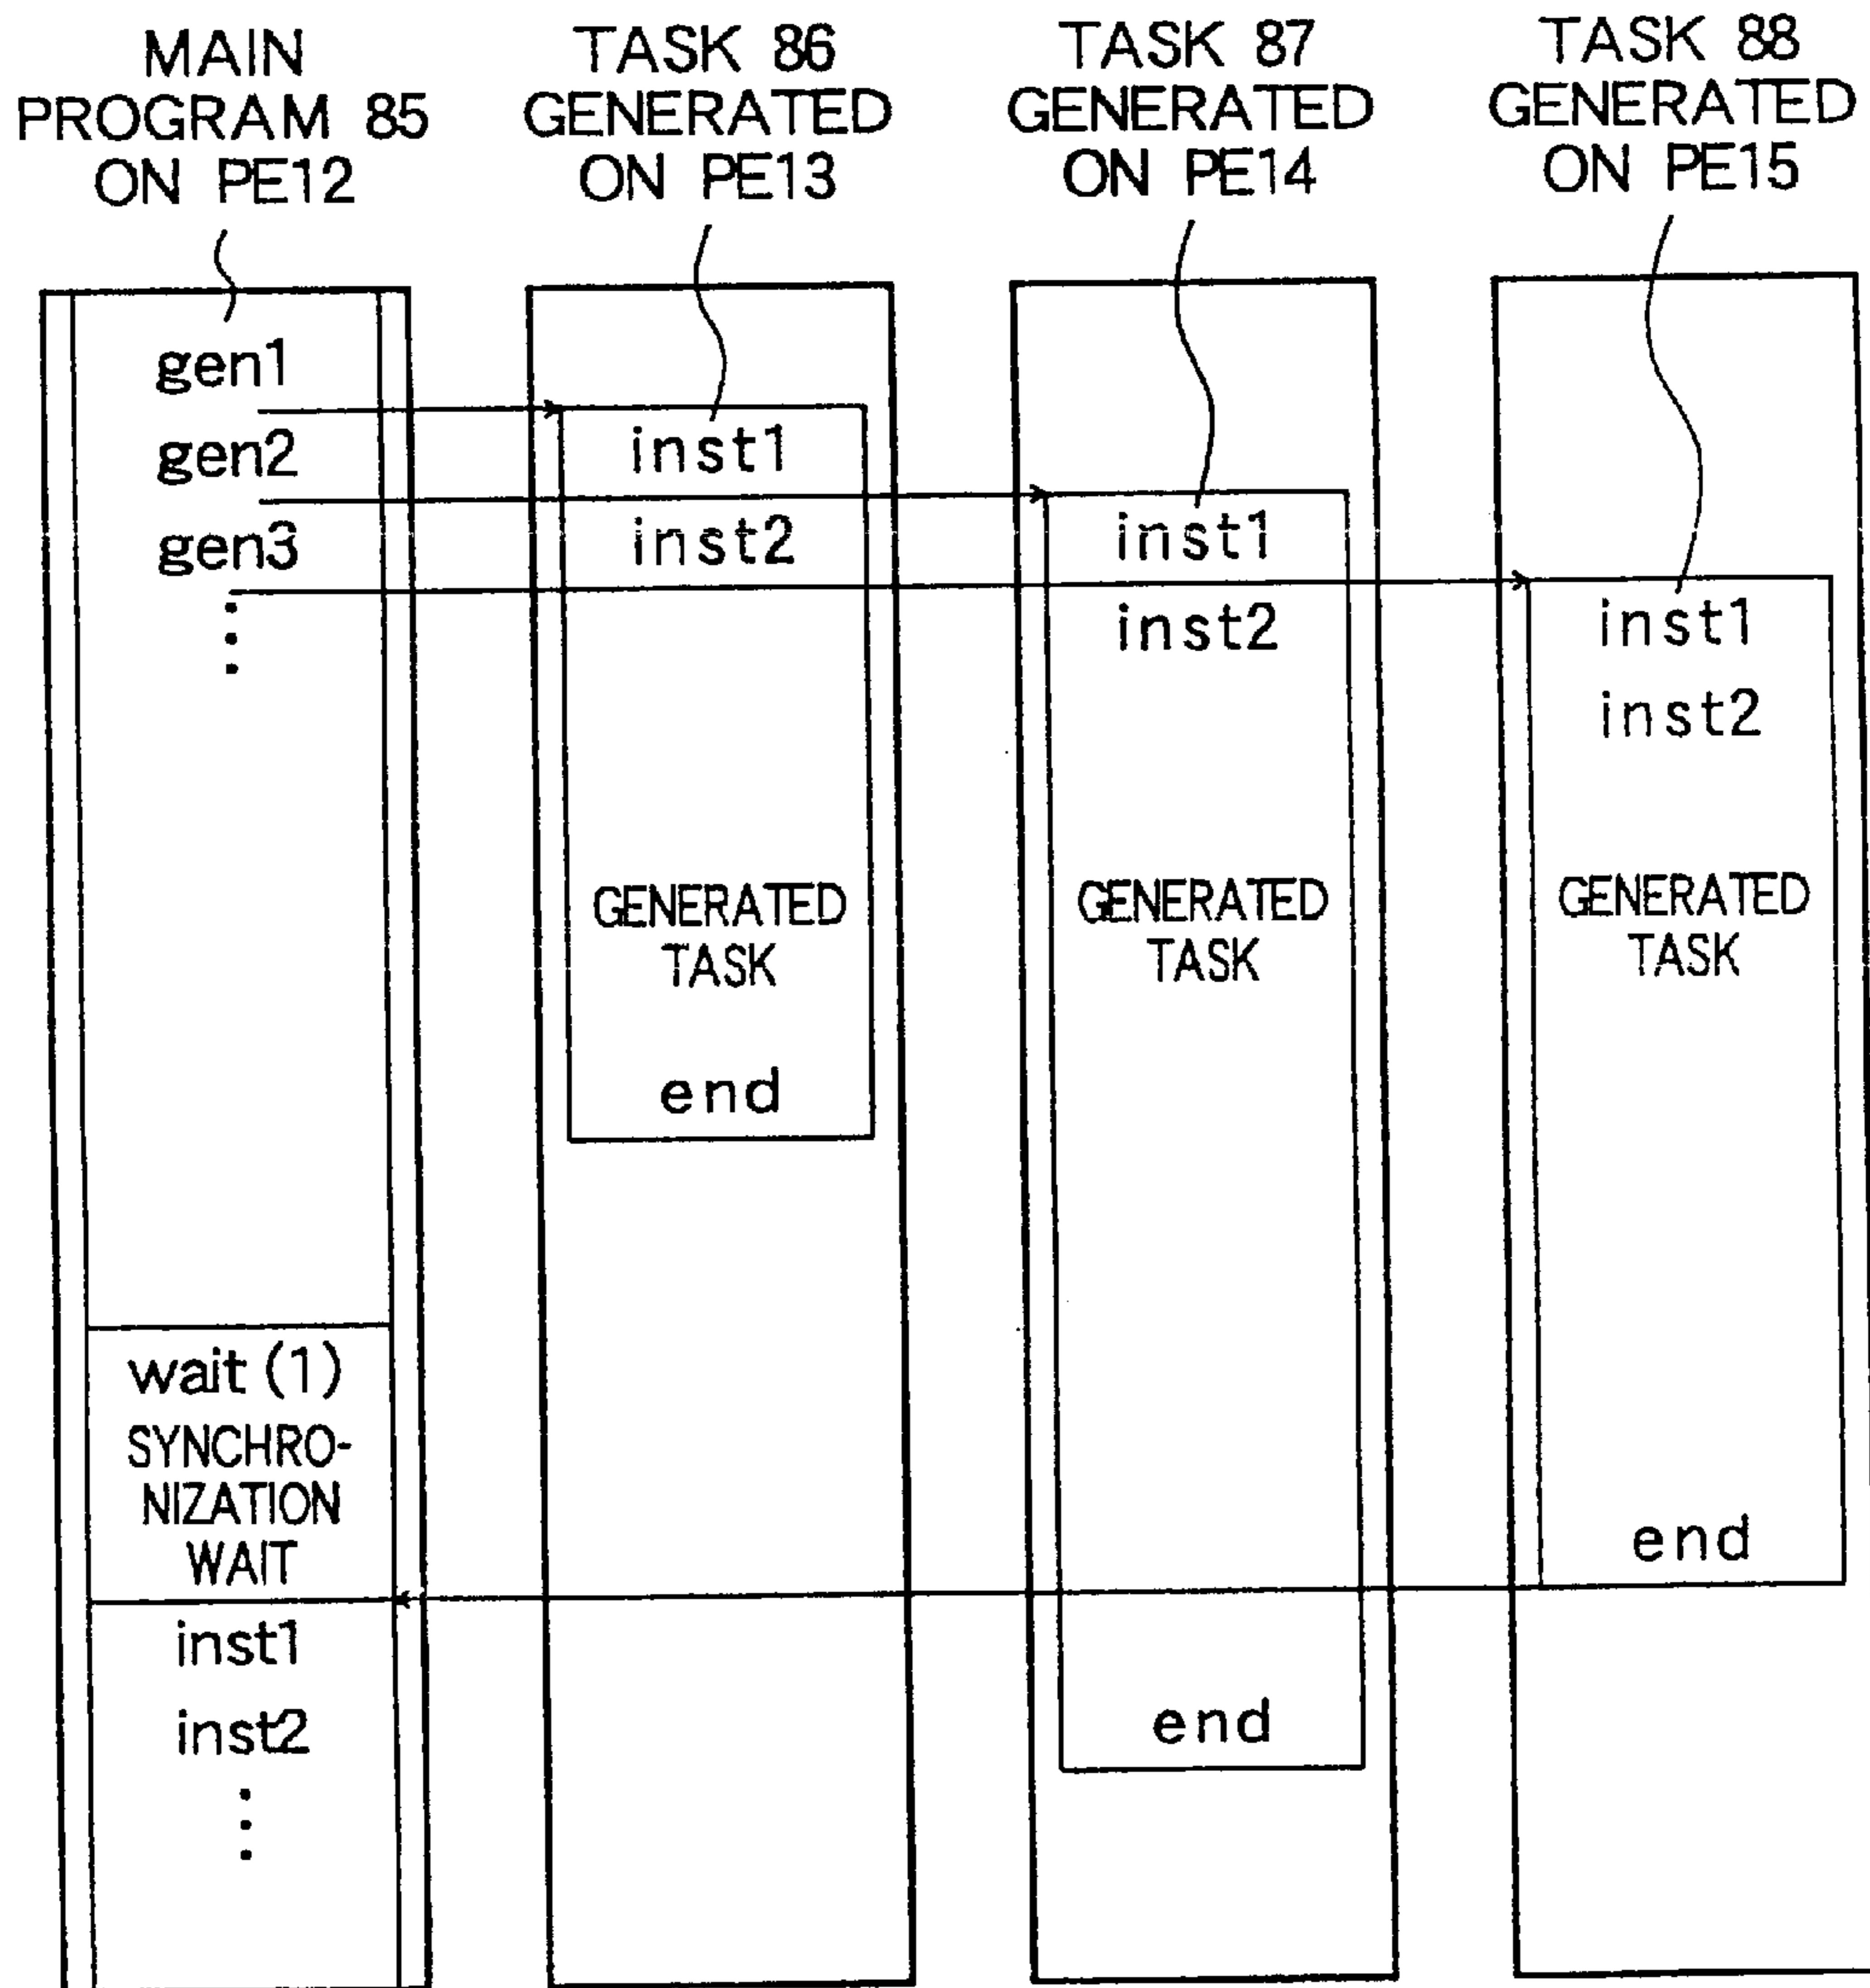 MAIN
PROGRAM 85
ON PE12
TASK 86
GENERATED
ON PE13
TASK 87
GENERATED
ON PE14
TASK 88
GENERATED
ON PE15
gen1
gen2
gen3
wait (1)
SYNCHRO-
NIZATION
WAIT
inst1
inst2
inst1
inst2
GENERATED
TASK
end
inst1
inst2
GENERATED
TASK
end
inst1
inst2
GENERATED
TASK
end